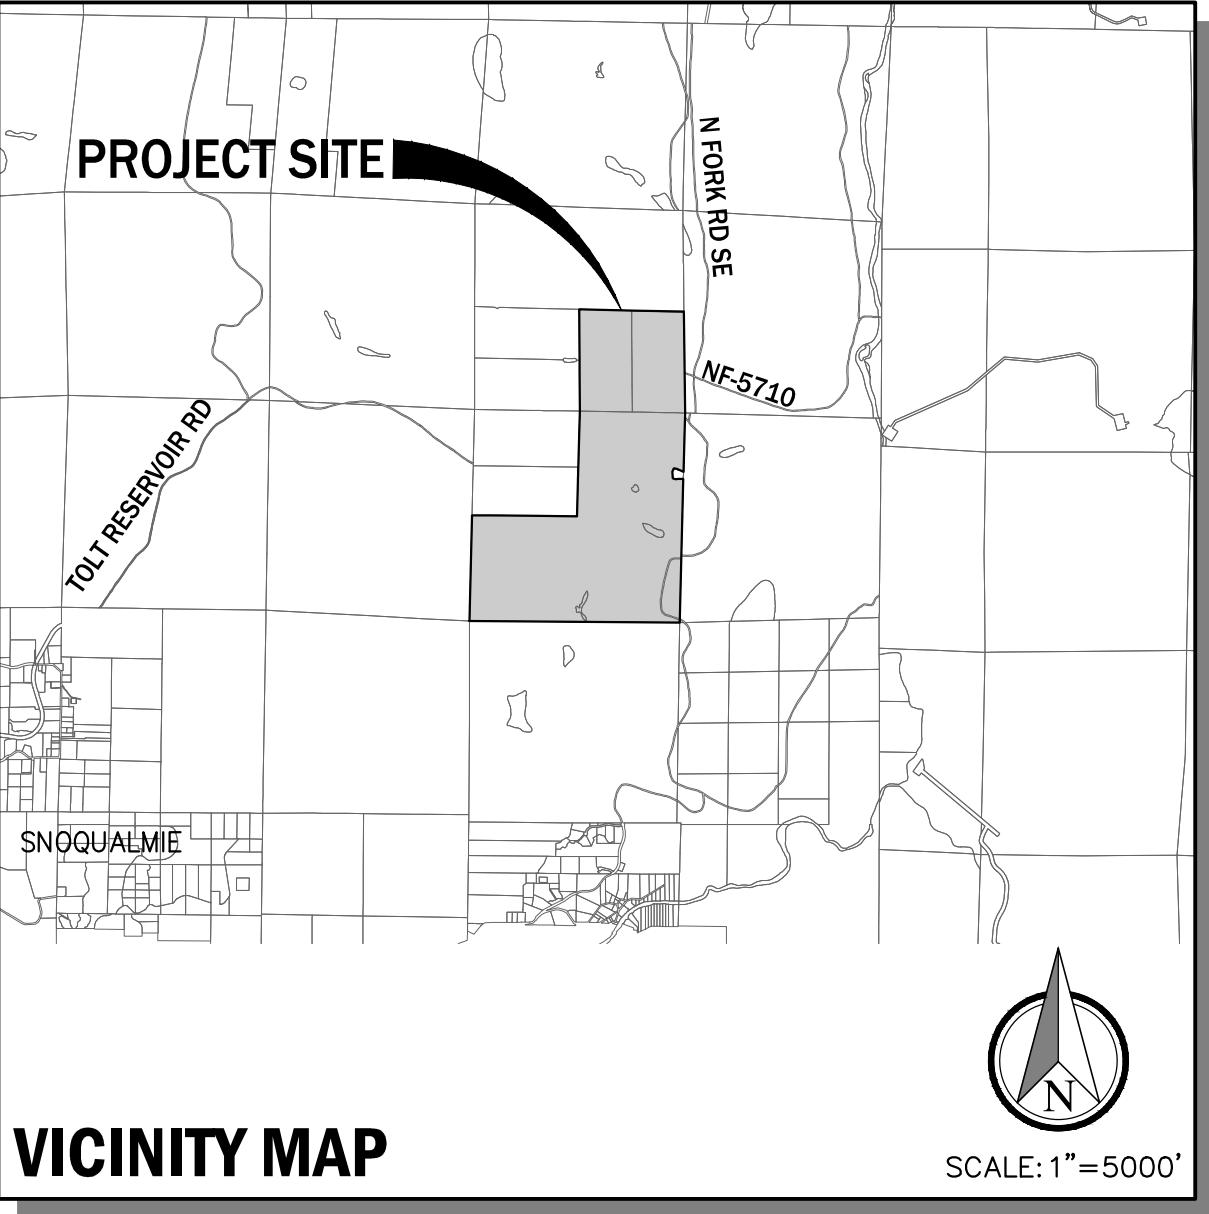 PROJECT SITE
N FORK RD SE
NF-5710
TOLT RESERVOIR RD
SNOQUALMIE
N
VICINITY MAP
SCALE: 1"=5000'